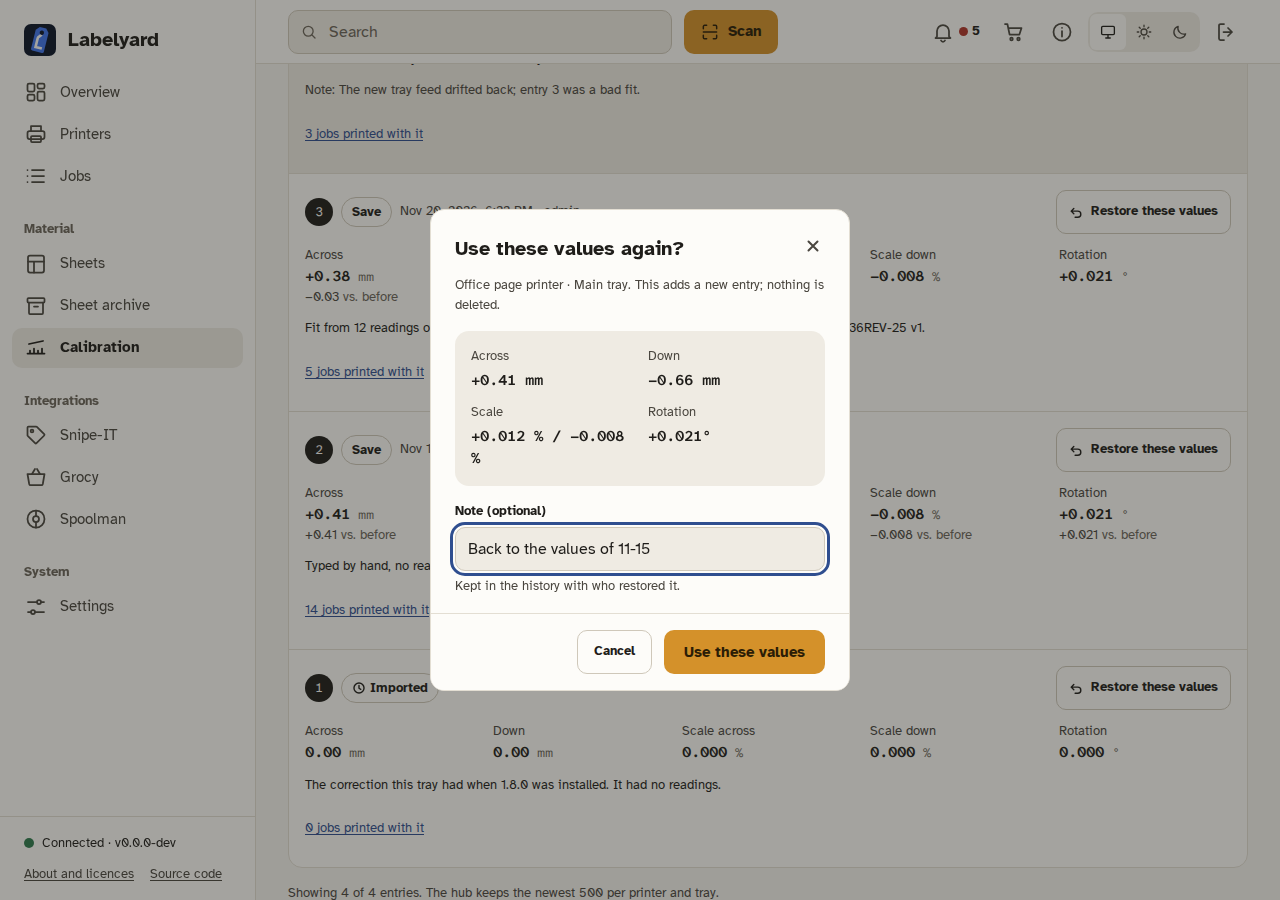 Labelyard
Search
Scan
5
Overview
Printers
Jobs
Material
Sheets
Sheet archive
Calibration
Integrations
Snipe-IT
Grocy
Spoolman
System
Settings
Connected · v0.0.0-dev
About and licences
Source code
Note: The new tray feed drifted back; entry 3 was a bad fit.
3 jobs printed with it
3
Save
Restore these values
Across
+0.38 mm
−0.03 vs. before
Scale down
−0.008 %
Rotation
+0.021 °
Fit from 12 readings
36REV-25 v1.
5 jobs printed with it
2
Save
Restore these values
Across
+0.41 mm
+0.41 vs. before
Scale down
−0.008 %
−0.008 vs. before
Rotation
+0.021 °
+0.021 vs. before
Typed by hand, no
14 jobs printed with it
1
Imported
Restore these values
Across
0.00 mm
Down
0.00 mm
Scale across
0.000 %
Scale down
0.000 %
Rotation
0.000 °
The correction this tray had when 1.8.0 was installed. It had no readings.
0 jobs printed with it
Showing 4 of 4 entries. The hub keeps the newest 500 per printer and tray.
Use these values again?
Office page printer · Main tray. This adds a new entry; nothing is
deleted.
Across
+0.41 mm
Down
−0.66 mm
Scale
+0.012 % / −0.008
%
Rotation
+0.021°
Note (optional)
Back to the values of 11-15
Kept in the history with who restored it.
Cancel
Use these values